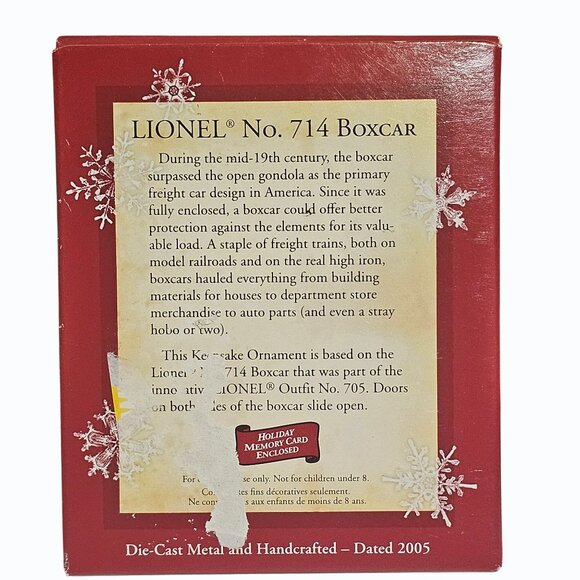 LIONEL® No. 714 Boxcar
During the mid-19th century, the boxcar
surpassed the open gondola as the primary
freight car design in America. Since it was
fully enclosed, a boxcar could offer better
protection against the elements for its valu-
able load. A staple of freight trains, both on
model railroads and on the real high iron,
boxcars hauled everything from building
materials for houses to department store
merchandise to auto parts (and even a stray
hobo or two).
This Keepsake Ornament is based on the
Lionel 714 Boxcar that was part of the
innovative LIONEL® Outfit No. 705. Doors
on both sides of the boxcar slide open.
HOLIDAY
MEMORY CARD
ENCLOSED
For use only. Not for children under 8.
fins décoratives seulement.
Ne aux enfants de moins de 8 ans.
Die-Cast Metal and Handcrafted – Dated 2005